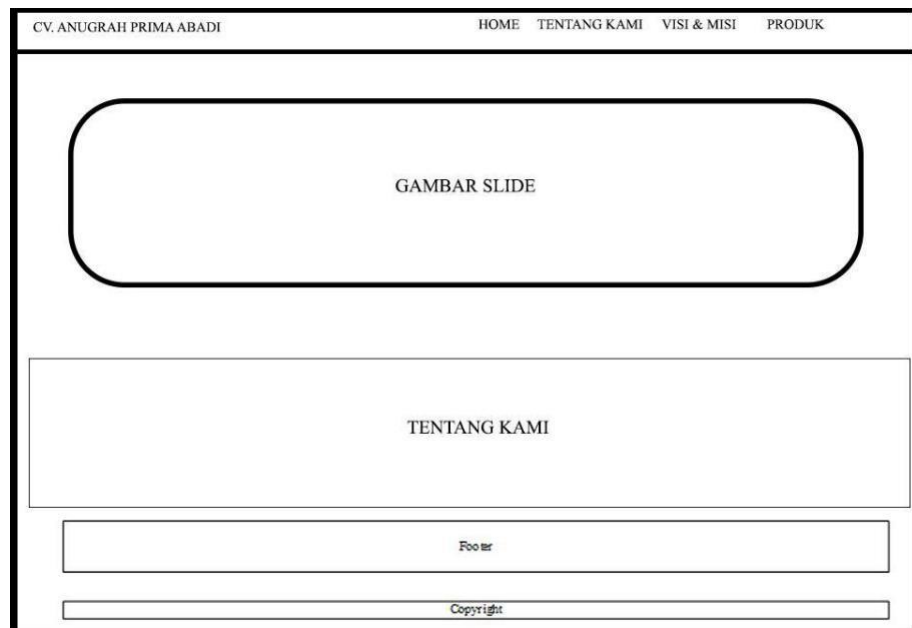 CV. ANUGRAH PRIMA ABADI HOME TENTANG KAMI VISI & MISI PRODUK
GAMBAR SLIDE
TENTANG KAMI
Footer
Copyright